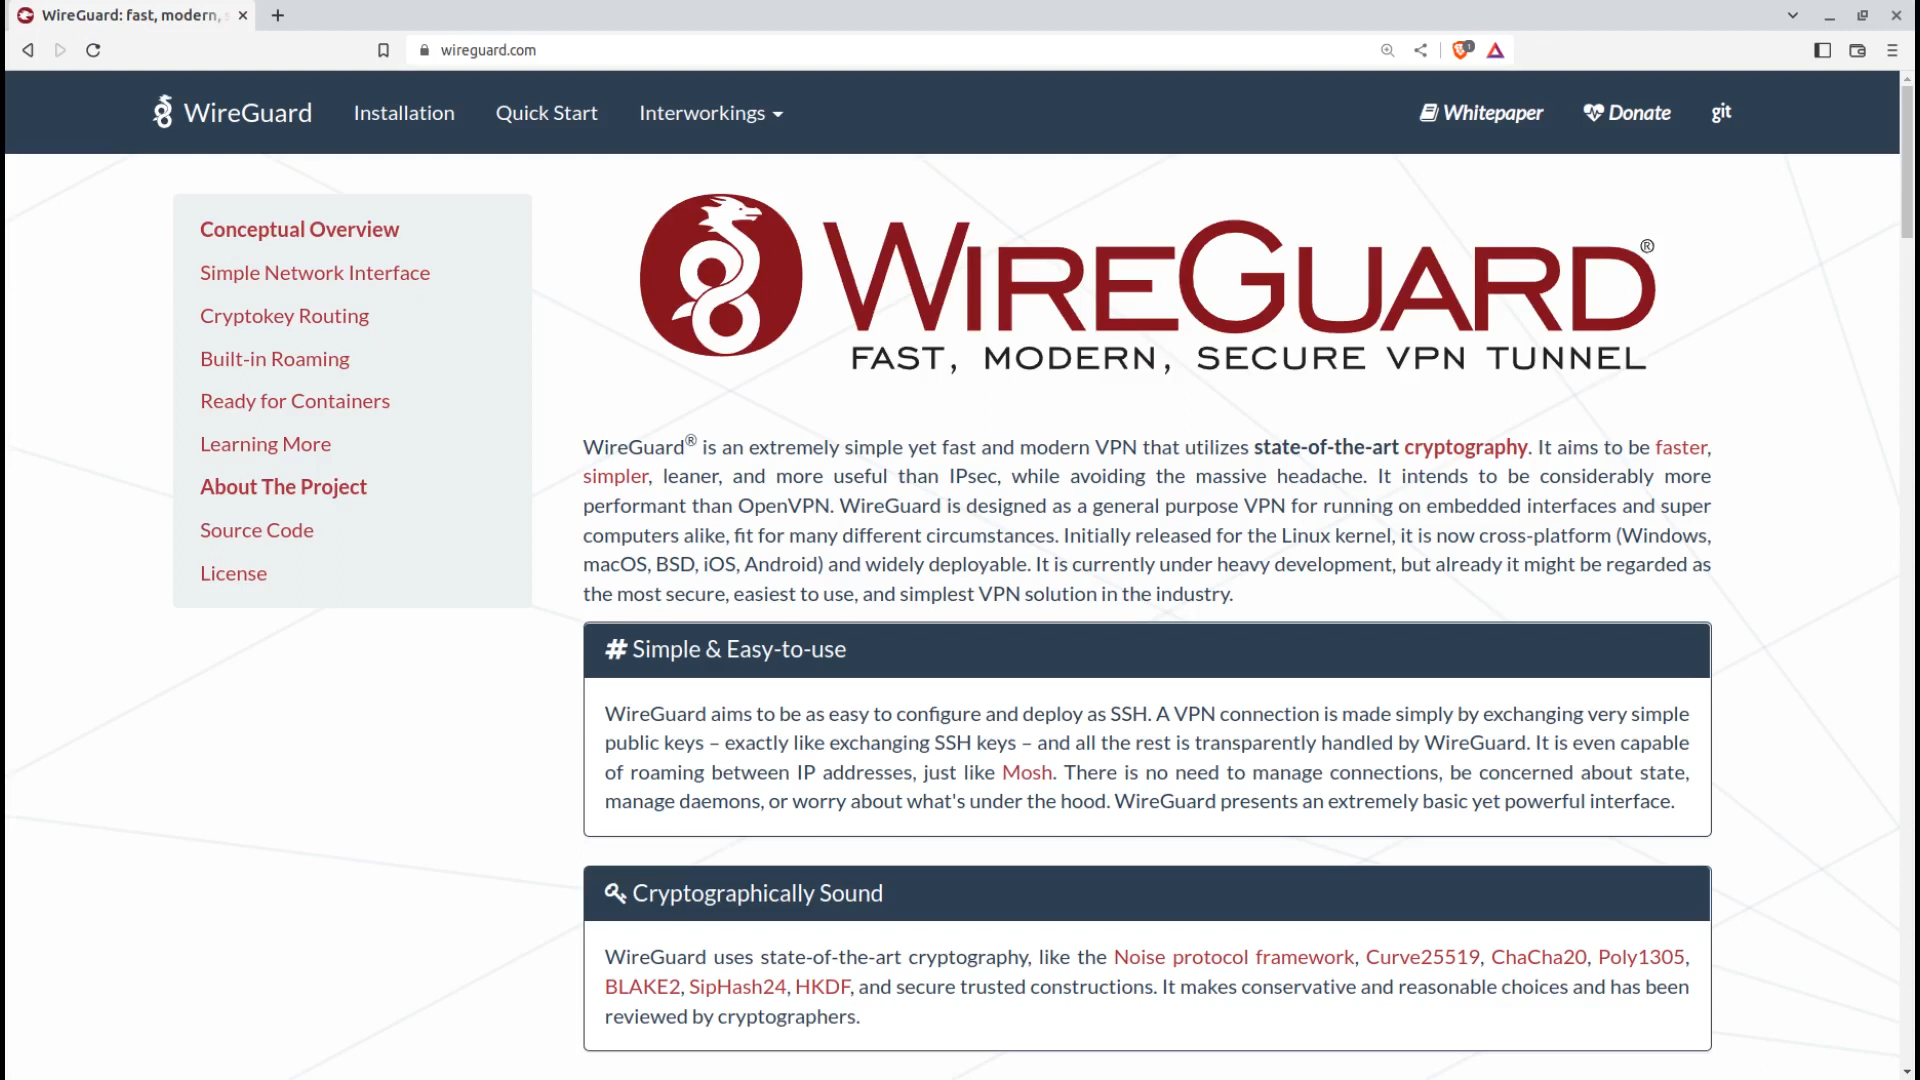 WireGuard: fast, modern, s
wireguard.com
1
WireGuard Installation Quick Start Interworkings Whitepaper Donate git
Conceptual Overview
Simple Network Interface
Cryptokey Routing
Built-in Roaming
Ready for Containers
Learning More
About The Project
Source Code
License
WIREGUARD®
FAST, MODERN, SECURE VPN TUNNEL
WireGuard® is an extremely simple yet fast and modern VPN that utilizes state-of-the-art cryptography. It aims to be faster,
simpler, leaner, and more useful than IPsec, while avoiding the massive headache. It intends to be considerably more
performant than OpenVPN. WireGuard is designed as a general purpose VPN for running on embedded interfaces and super
computers alike, fit for many different circumstances. Initially released for the Linux kernel, it is now cross-platform (Windows,
macOS, BSD, iOS, Android) and widely deployable. It is currently under heavy development, but already it might be regarded as
the most secure, easiest to use, and simplest VPN solution in the industry.
# Simple & Easy-to-use
WireGuard aims to be as easy to configure and deploy as SSH. A VPN connection is made simply by exchanging very simple
public keys – exactly like exchanging SSH keys – and all the rest is transparently handled by WireGuard. It is even capable
of roaming between IP addresses, just like Mosh. There is no need to manage connections, be concerned about state,
manage daemons, or worry about what's under the hood. WireGuard presents an extremely basic yet powerful interface.
Cryptographically Sound
WireGuard uses state-of-the-art cryptography, like the Noise protocol framework, Curve25519, ChaCha20, Poly1305,
BLAKE2, SipHash24, HKDF, and secure trusted constructions. It makes conservative and reasonable choices and has been
reviewed by cryptographers.